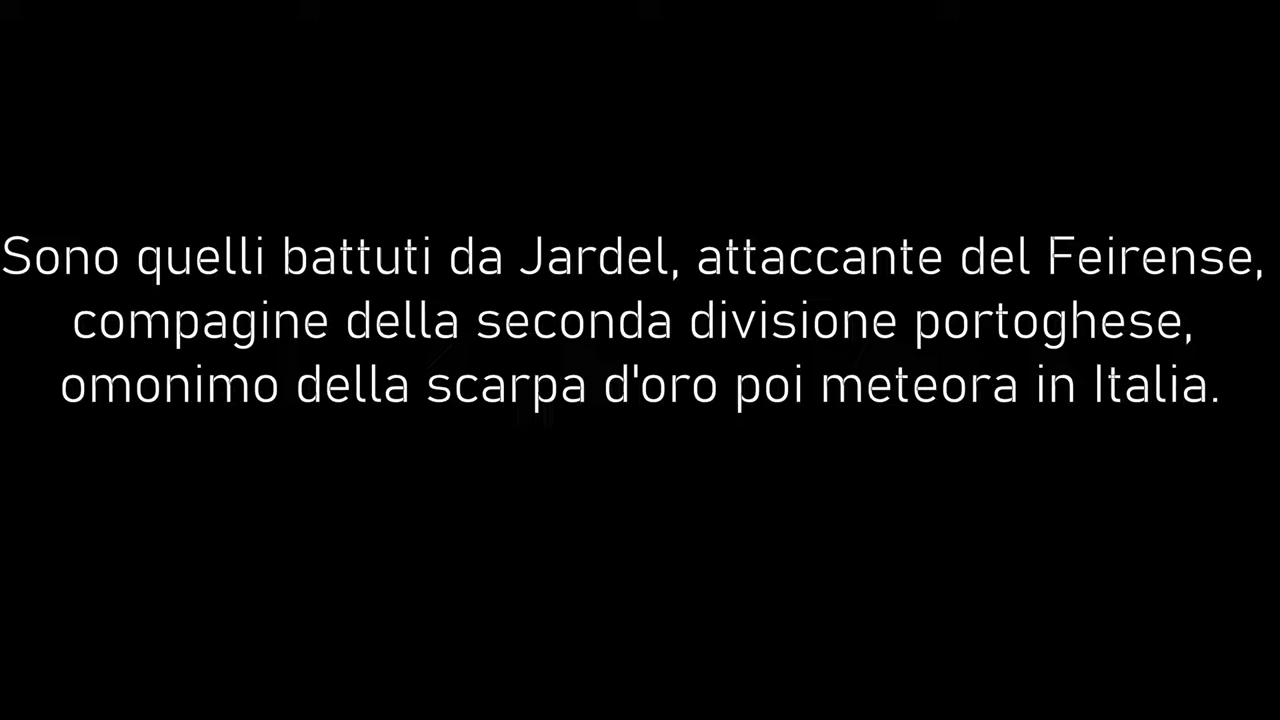 Sono quelli battuti da Jardel, attaccante del Feirense,
compagine della seconda divisione portoghese,
omonimo della scarpa d'oro poi meteora in Italia.